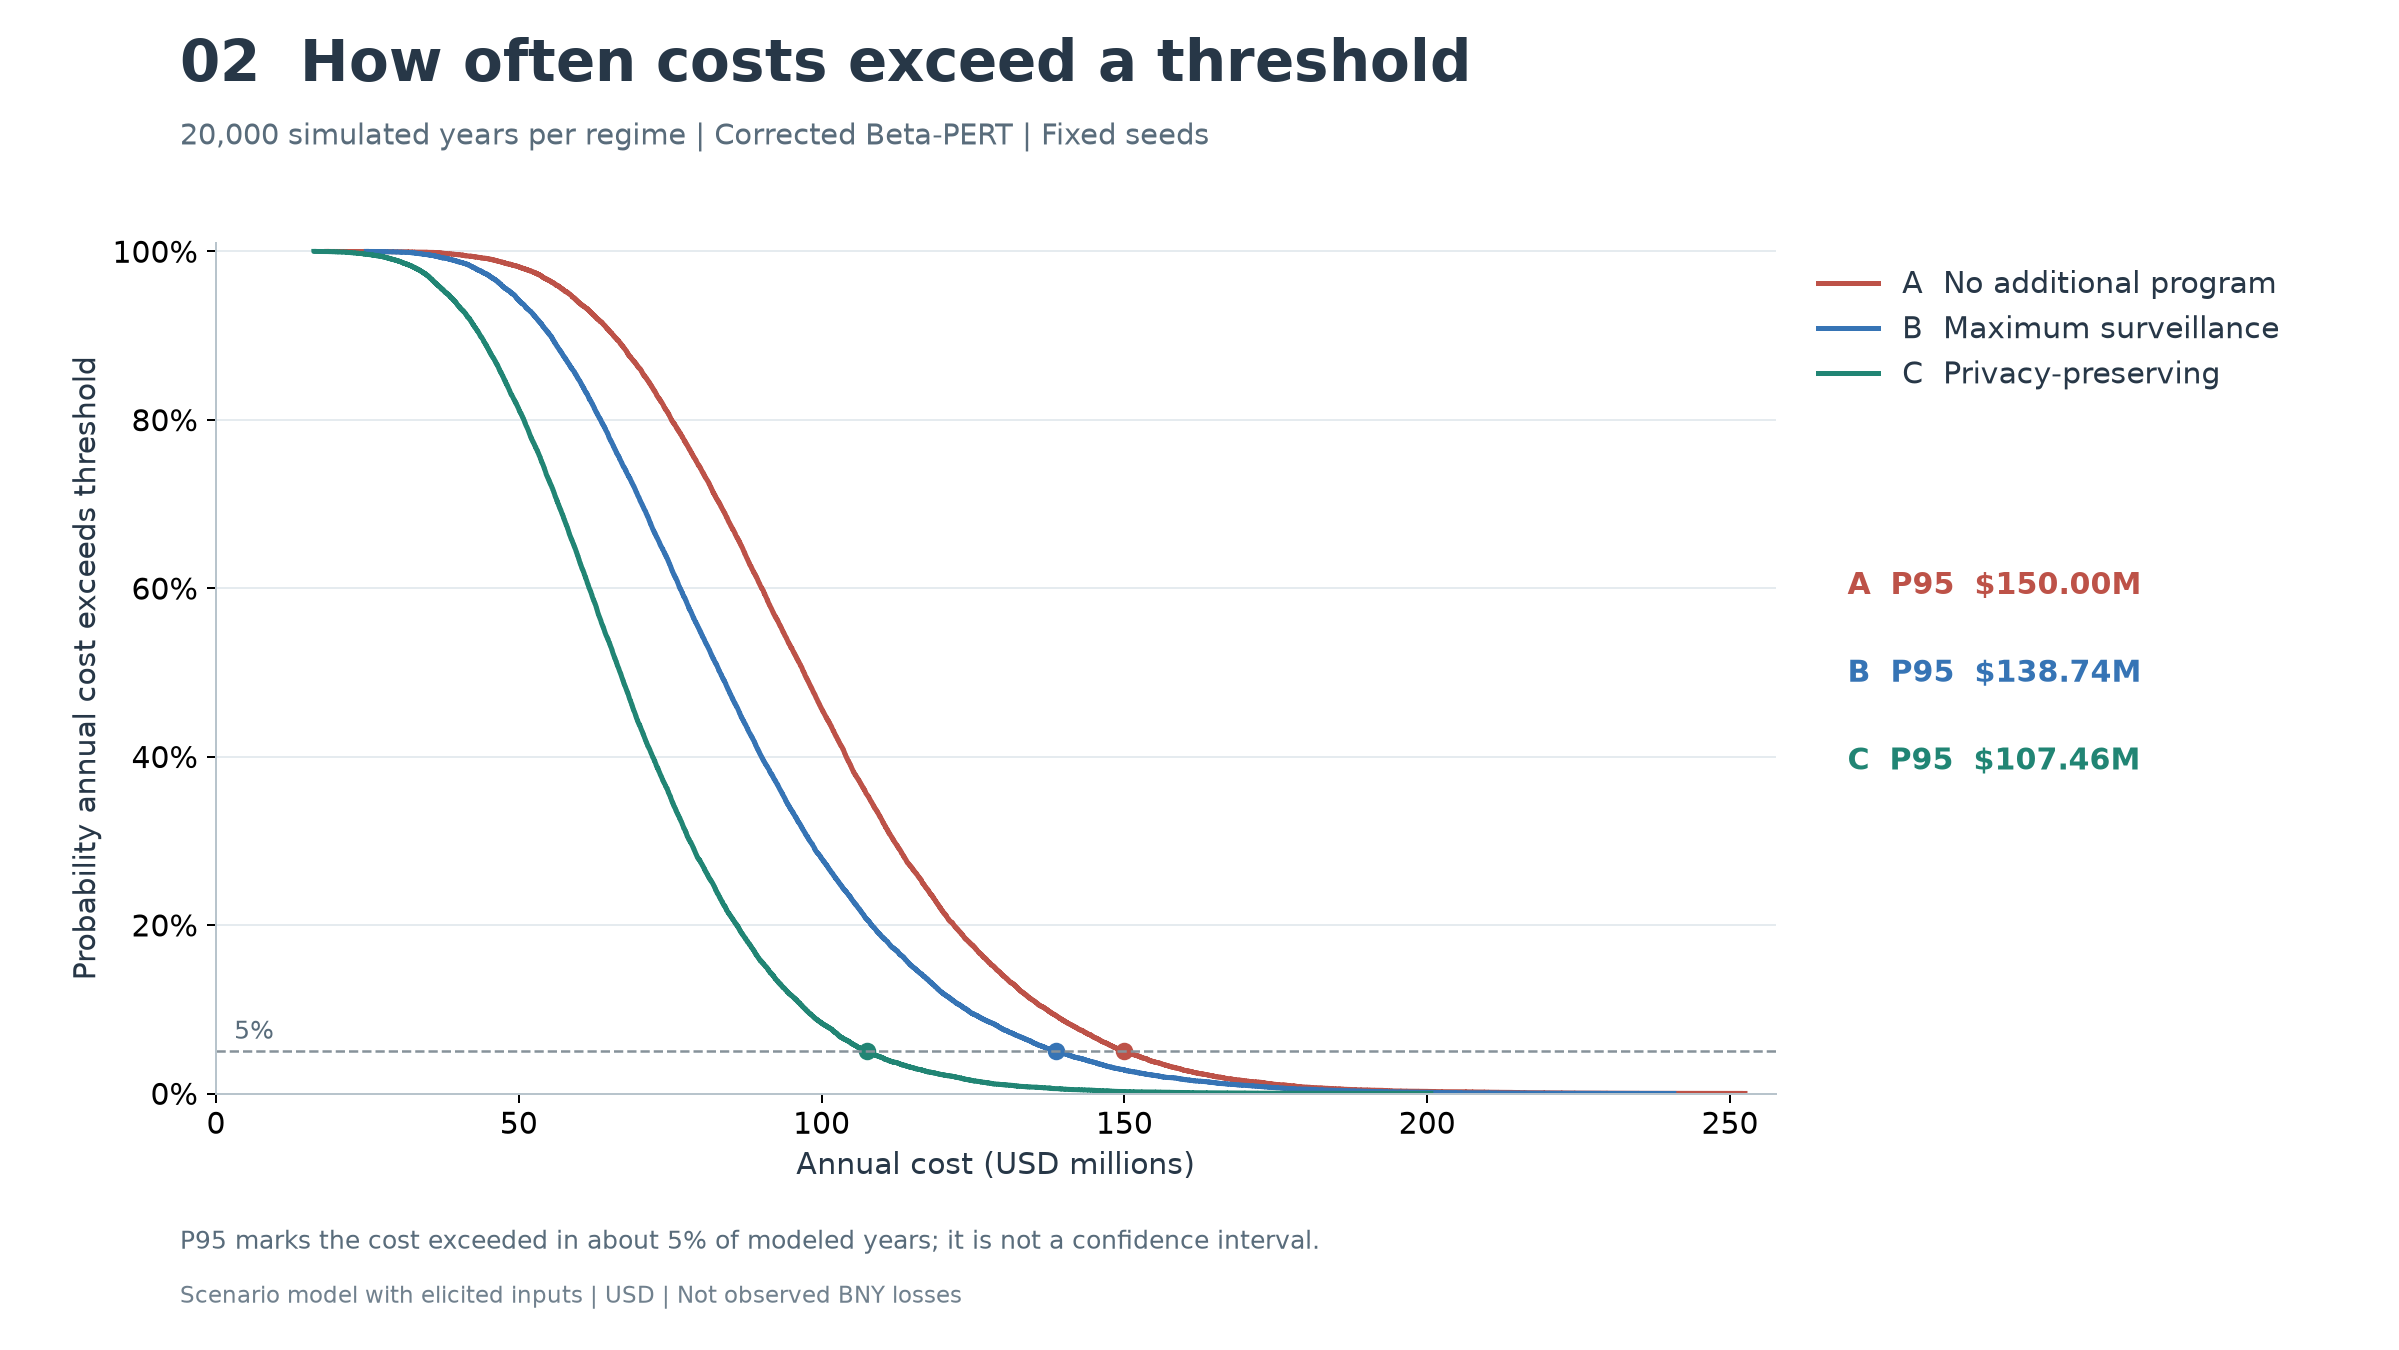 02  How often costs exceed a threshold
20,000 simulated years per regime | Corrected Beta-PERT | Fixed seeds
Probability annual cost exceeds threshold
100%
80%
60%
40%
20%
0%
5%
0
50
100
150
200
250
Annual cost (USD millions)
A  No additional program
B  Maximum surveillance
C  Privacy-preserving
A  P95  $150.00M
B  P95  $138.74M
C  P95  $107.46M
P95 marks the cost exceeded in about 5% of modeled years; it is not a confidence interval.
Scenario model with elicited inputs | USD | Not observed BNY losses